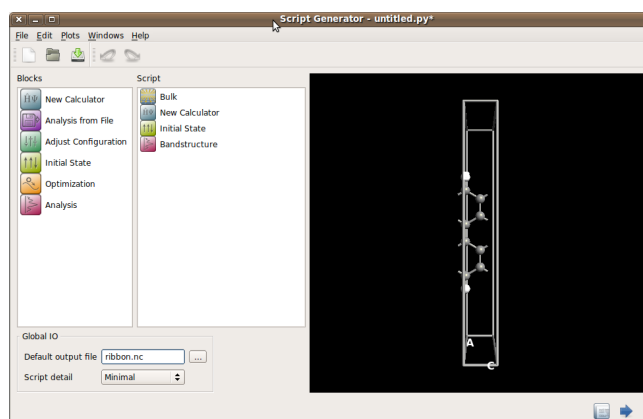 Script Generator - untitled.py*
File Edit Plots Windows Help
Blocks
New Calculator
Analysis from File
Adjust Configuration
Initial State
Optimization
Analysis
Script
Bulk
New Calculator
Initial State
Bandstructure
A
C
Global IO
Default output file ribbon.nc ...
Script detail Minimal